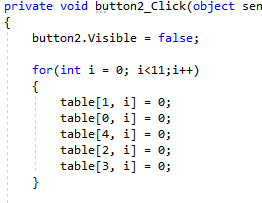 private void button2_Click(object sen
{
button2.Visible = false;
for(int i = 0; i<11;i++)
{
table[1, i] = 0;
table[0, i] = 0;
table[4, i] = 0;
table[2, i] = 0;
table[3, i] = 0;
}